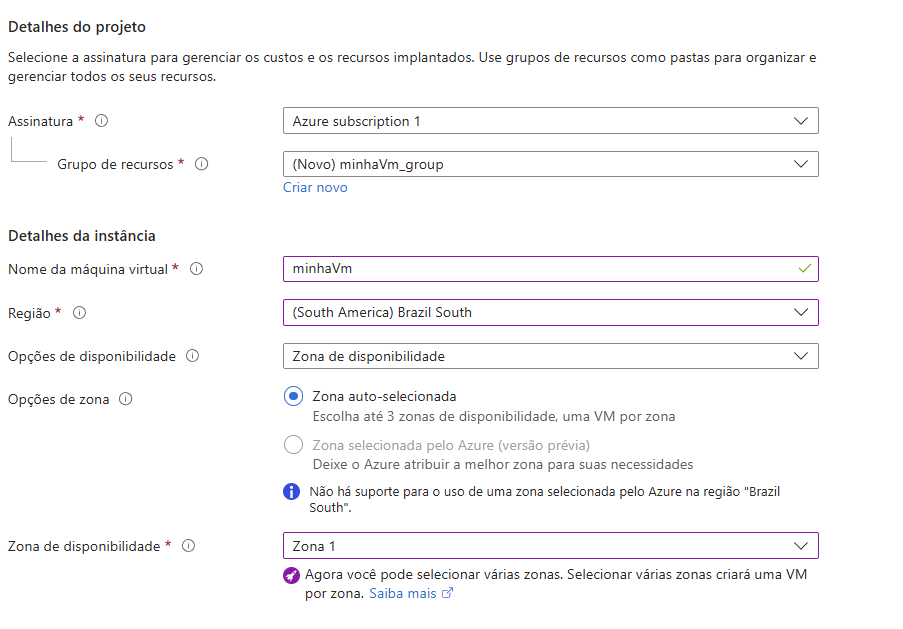 Detalhes do projeto
Selecione a assinatura para gerenciar os custos e os recursos implantados. Use grupos de recursos como pastas para organizar e
gerenciar todos os seus recursos.
Assinatura *
Azure subscription 1
Grupo de recursos *
(Novo) minhaVm_group
Criar novo
Detalhes da instância
Nome da máquina virtual *
minhaVm
Região *
(South America) Brazil South
Opções de disponibilidade
Zona de disponibilidade
Opções de zona
Zona auto-selecionada
Escolha até 3 zonas de disponibilidade, uma VM por zona
Zona selecionada pelo Azure (versão prévia)
Deixe o Azure atribuir a melhor zona para suas necessidades
Não há suporte para o uso de uma zona selecionada pelo Azure na região "Brazil
South".
Zona de disponibilidade *
Zona 1
Agora você pode selecionar várias zonas. Selecionar várias zonas criará uma VM
por zona. Saiba mais